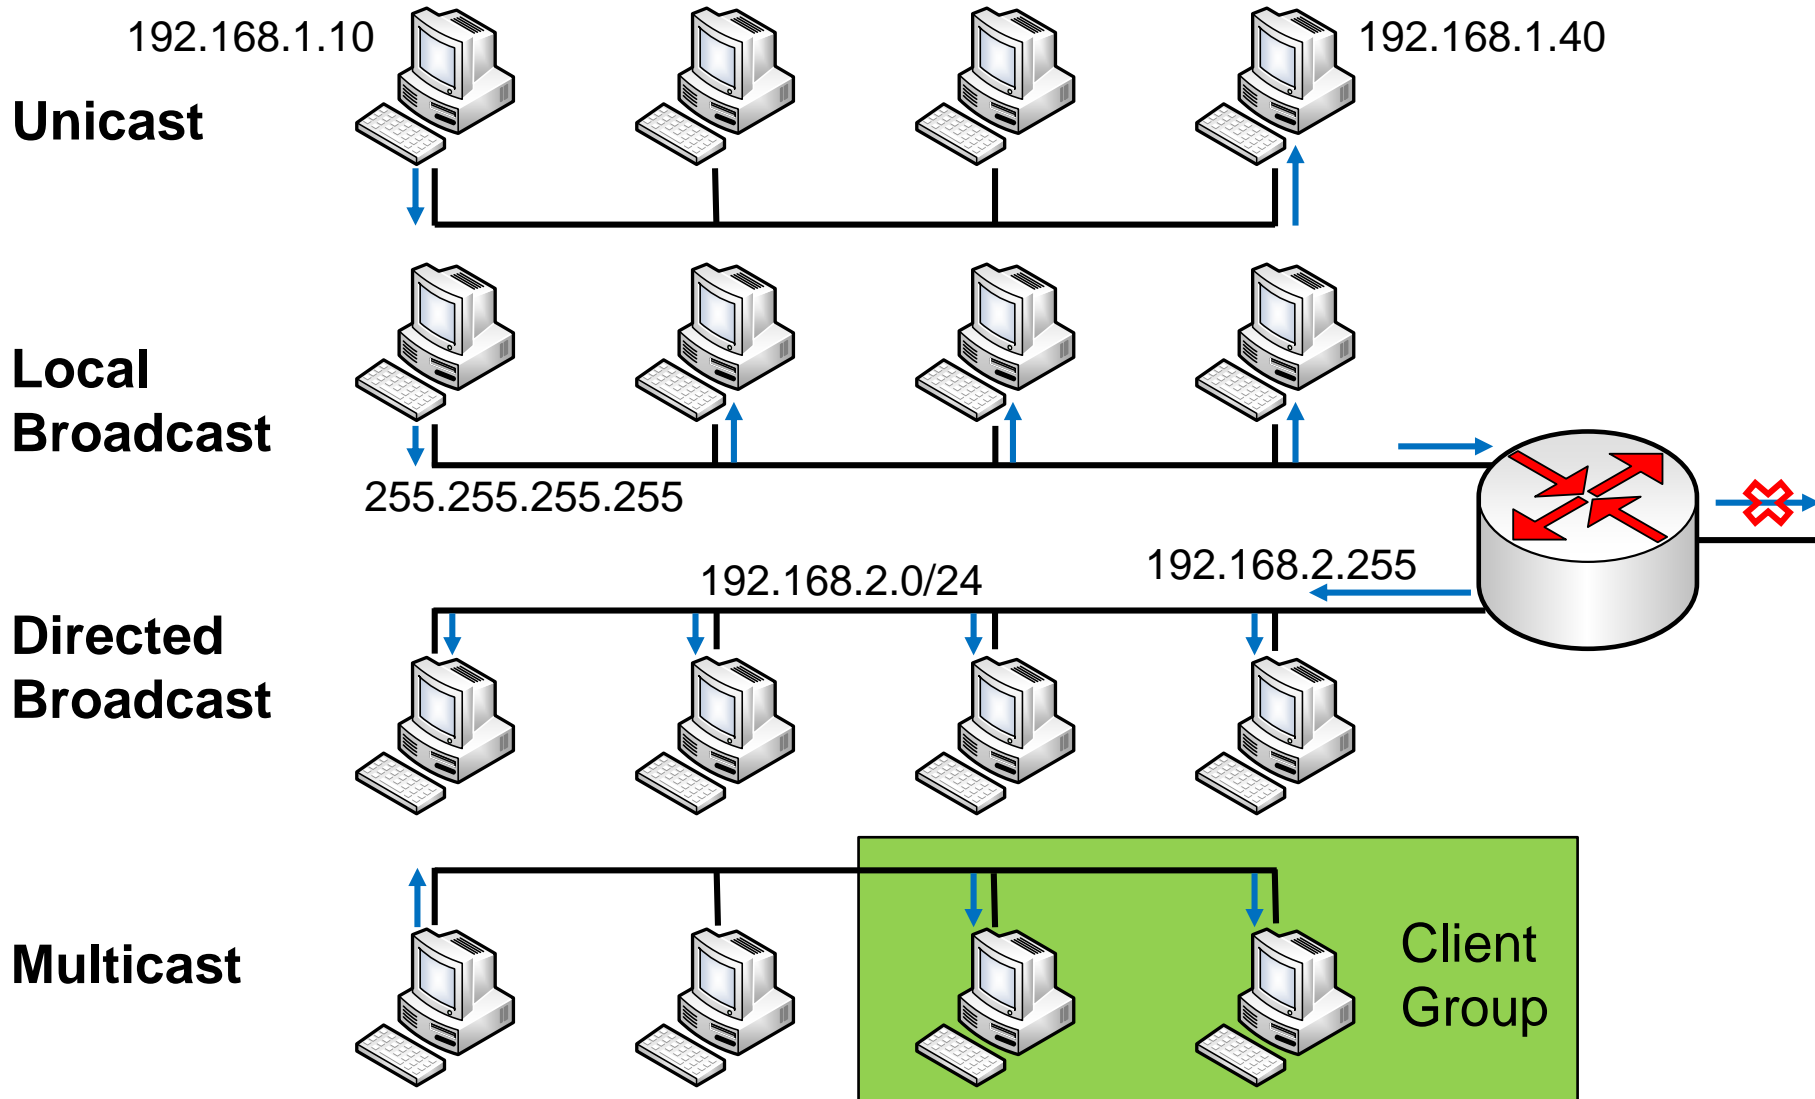 192.168.1.10
192.168.1.40
Unicast
Local
Broadcast
255.255.255.255
192.168.2.0/24
192.168.2.255
Directed
Broadcast
Multicast
Client
Group